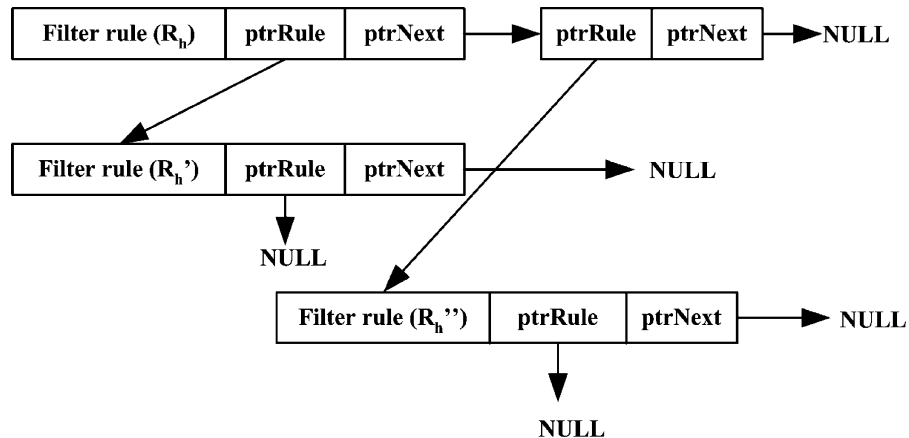 Filter rule (Rh) ptrRule ptrNext ptrRule ptrNext NULL
Filter rule (Rh’) ptrRule ptrNext NULL
NULL
Filter rule (Rh’’) ptrRule ptrNext NULL
NULL